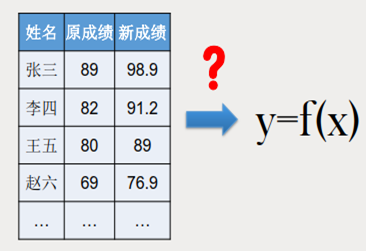 姓名 原成绩 新成绩
张三 89 98.9
李四 82 91.2
王五 80 89
赵六 69 76.9
... ... ...
?
y=f(x)